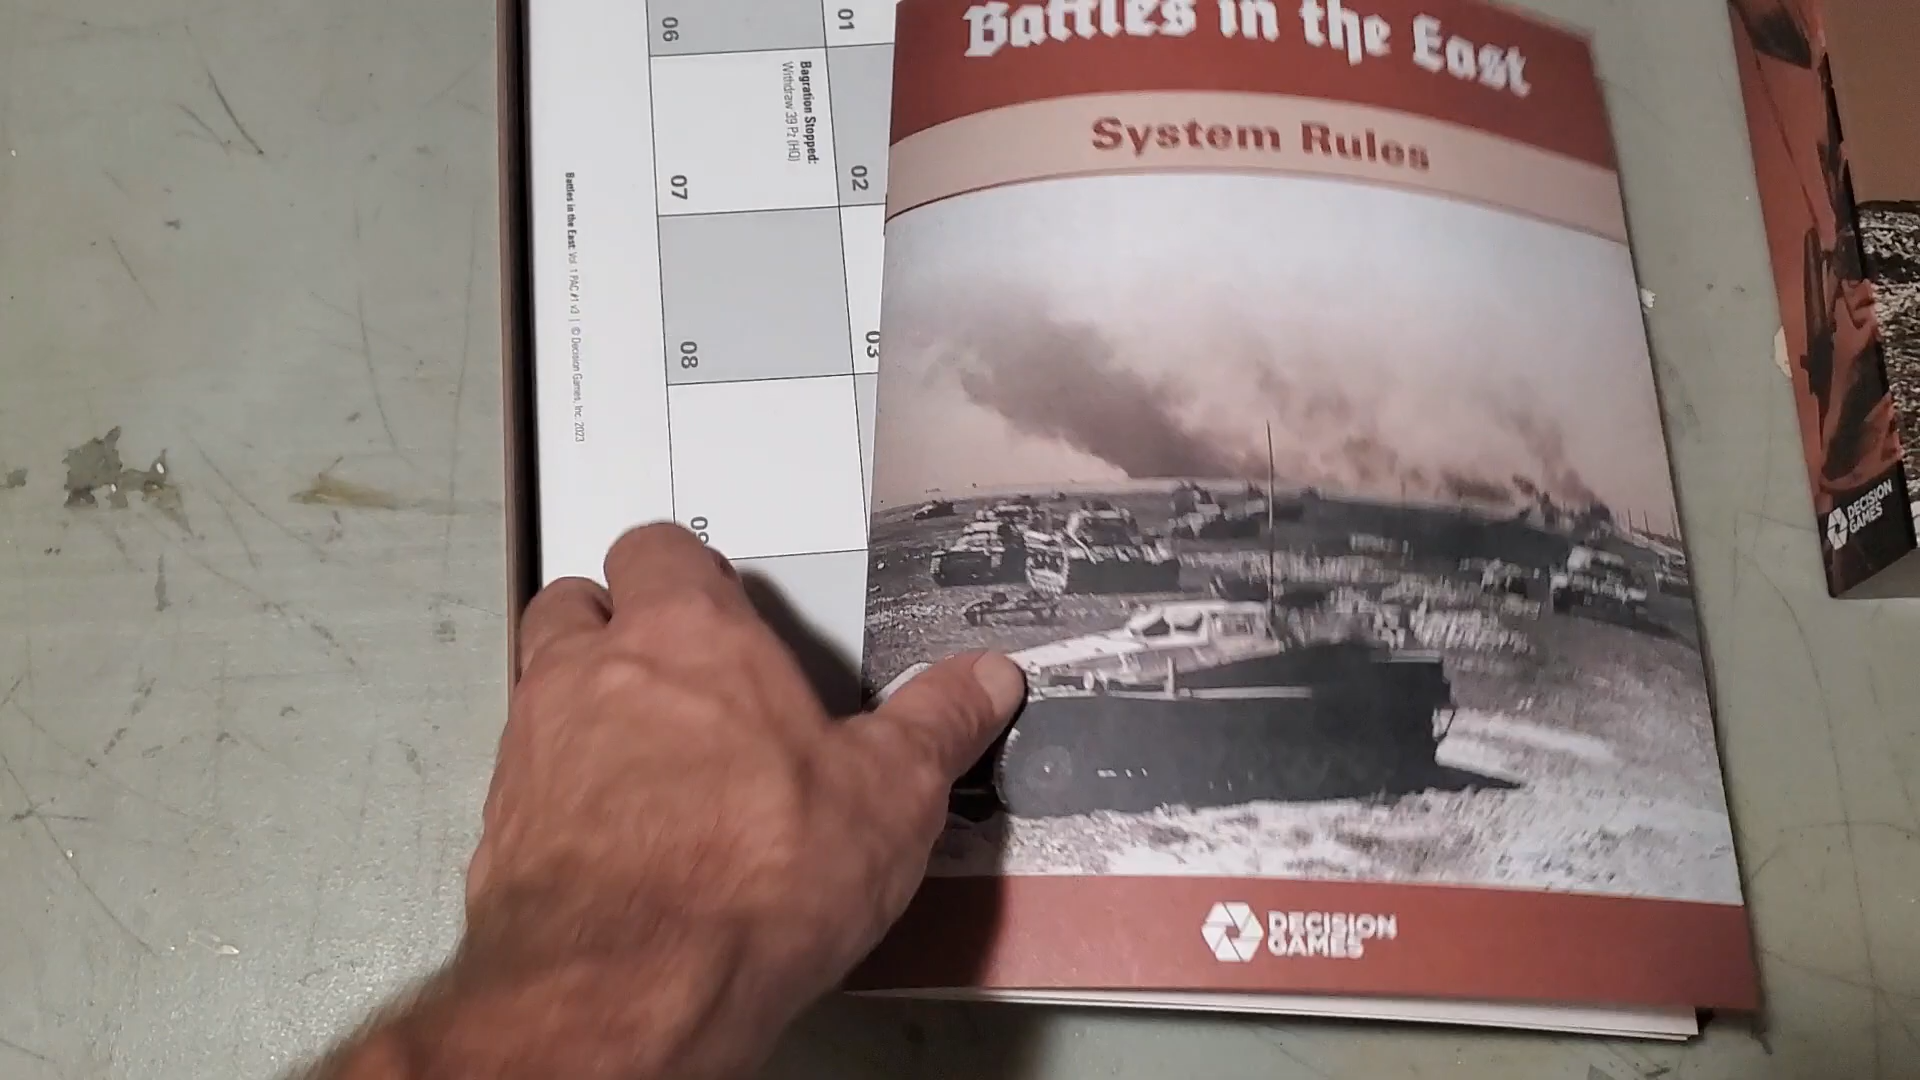 Battles in the East
System Rules
DECISION
GAMES
06
01
Bagration Stopped:
Withdraw 39 Pz (HQ)
07
02
08
03
09
Battles in the East: Vol. 1 PAC #1 v3 | © Decision Games, Inc. 2023
DECISION
GAMES